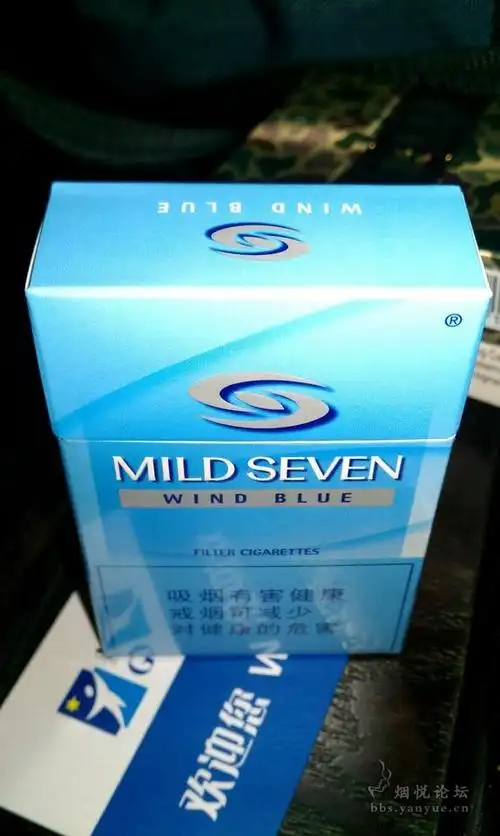 WIND BLUE
®
MILD SEVEN
WIND BLUE
FILTER CIGARETTES
吸烟有害健康
戒烟可减少
对健康的危害
G
欢迎您 W
烟悦论坛
bbs.yanyue.cn